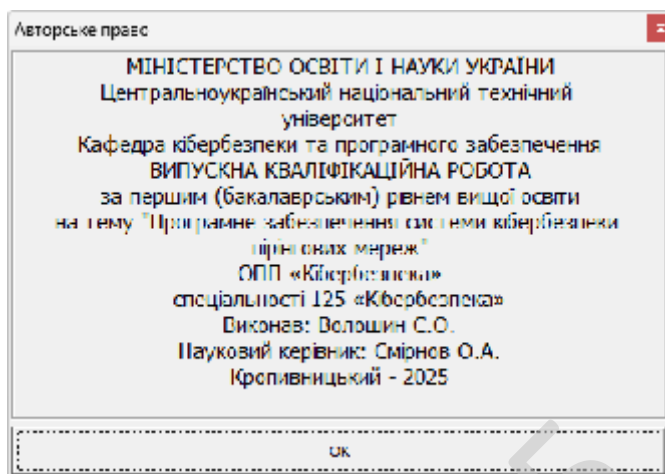 Авторське право
МІНІСТЕРСТВО ОСВІТИ І НАУКИ УКРАЇНИ
Центральноукраїнський національний технічний
університет
Кафедра кібербезпеки та програмного забезпечення
ВИПУСКНА КВАЛІФІКАЦІЙНА РОБОТА
за першим (бакалаврським) рівнем вищої освіти
на тему "Програмне забезпечення системи кібербезпеки
пірінгових мереж"
ОПП «Кібербезпека»
спеціальності 125 «Кібербезпека»
Виконав: Волошин С.О.
Науковий керівник: Смірнов О.А.
Кропивницький - 2025
ОК